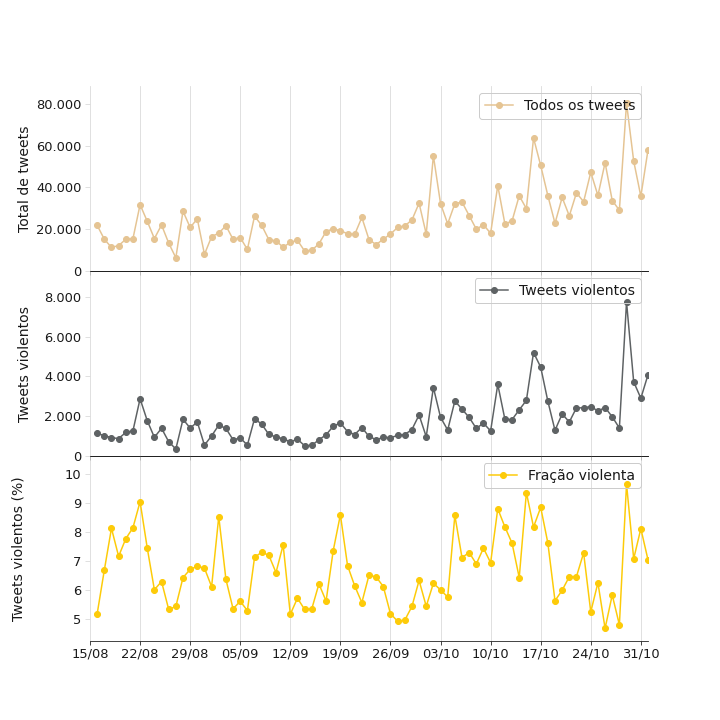 Total de tweets
80.000
60.000
40.000
20.000
0
Todos os tweets
Tweets violentos
8.000
6.000
4.000
2.000
0
Tweets violentos
Tweets violentos (%)
10
9
8
7
6
5
Fração violenta
15/08 22/08 29/08 05/09 12/09 19/09 26/09 03/10 10/10 17/10 24/10 31/10